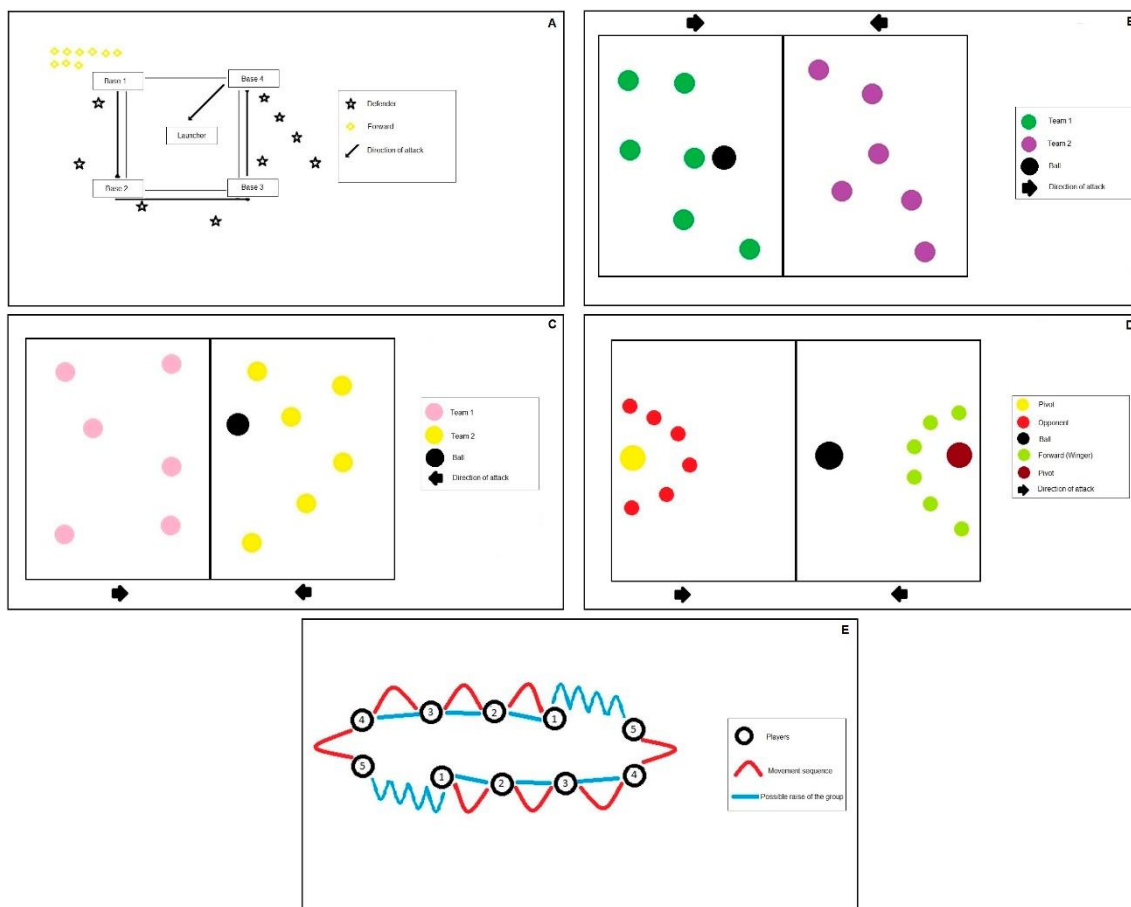 A
Base 1
Base 4
Launcher
Base 2
Base 3
Defender
Forward
Direction of attack
B
Team 1
Team 2
Ball
Direction of attack
C
Team 1
Team 2
Ball
Direction of attack
D
Pivot
Opponent
Ball
Forward (Winger)
Pivot
Direction of attack
E
4
3
2
1
5
5
1
2
3
4
Players
Movement sequence
Possible raise of the group